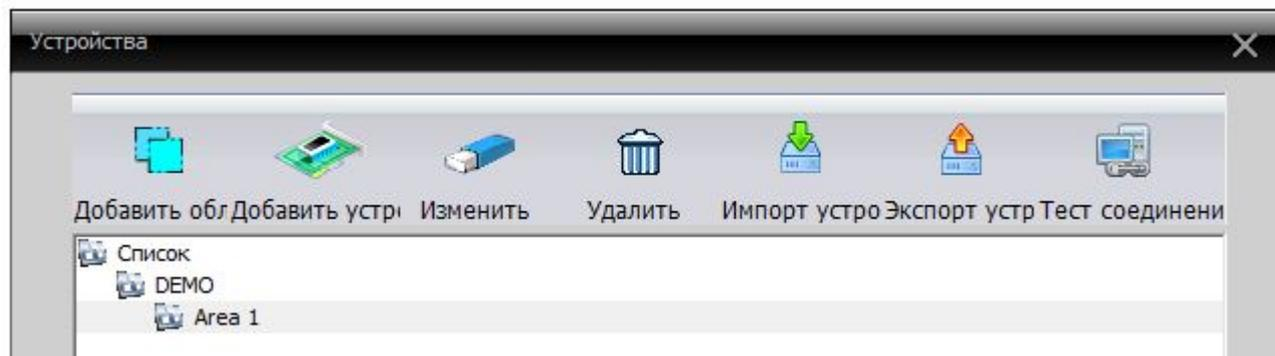 Устройства
Добавить обл Добавить устр Изменить Удалить Импорт устро Экспорт устр Тест соединени
Список
DEMO
Area 1